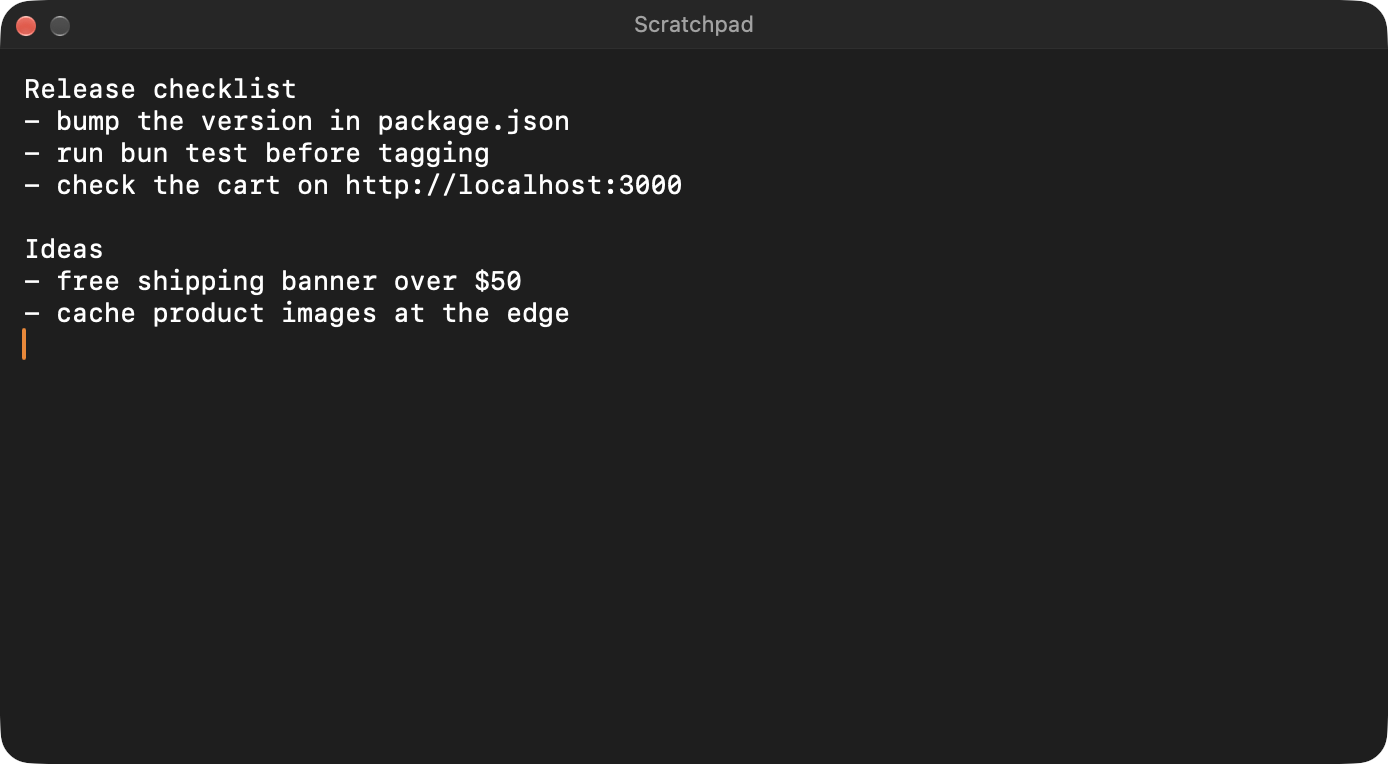 Scratchpad
Release checklist
- bump the version in package.json
- run bun test before tagging
- check the cart on http://localhost:3000
Ideas
- free shipping banner over $50
- cache product images at the edge